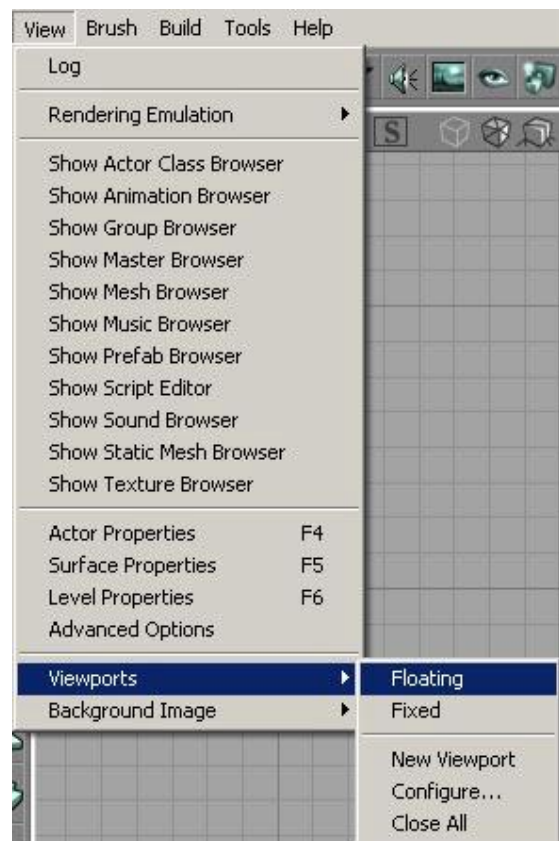 View Brush Build Tools Help
Log
Rendering Emulation
S
Show Actor Class Browser
Show Animation Browser
Show Group Browser
Show Master Browser
Show Mesh Browser
Show Music Browser
Show Prefab Browser
Show Script Editor
Show Sound Browser
Show Static Mesh Browser
Show Texture Browser
Actor Properties F4
Surface Properties F5
Level Properties F6
Advanced Options
Viewports
Background Image
Floating
Fixed
New Viewport
Configure...
Close All